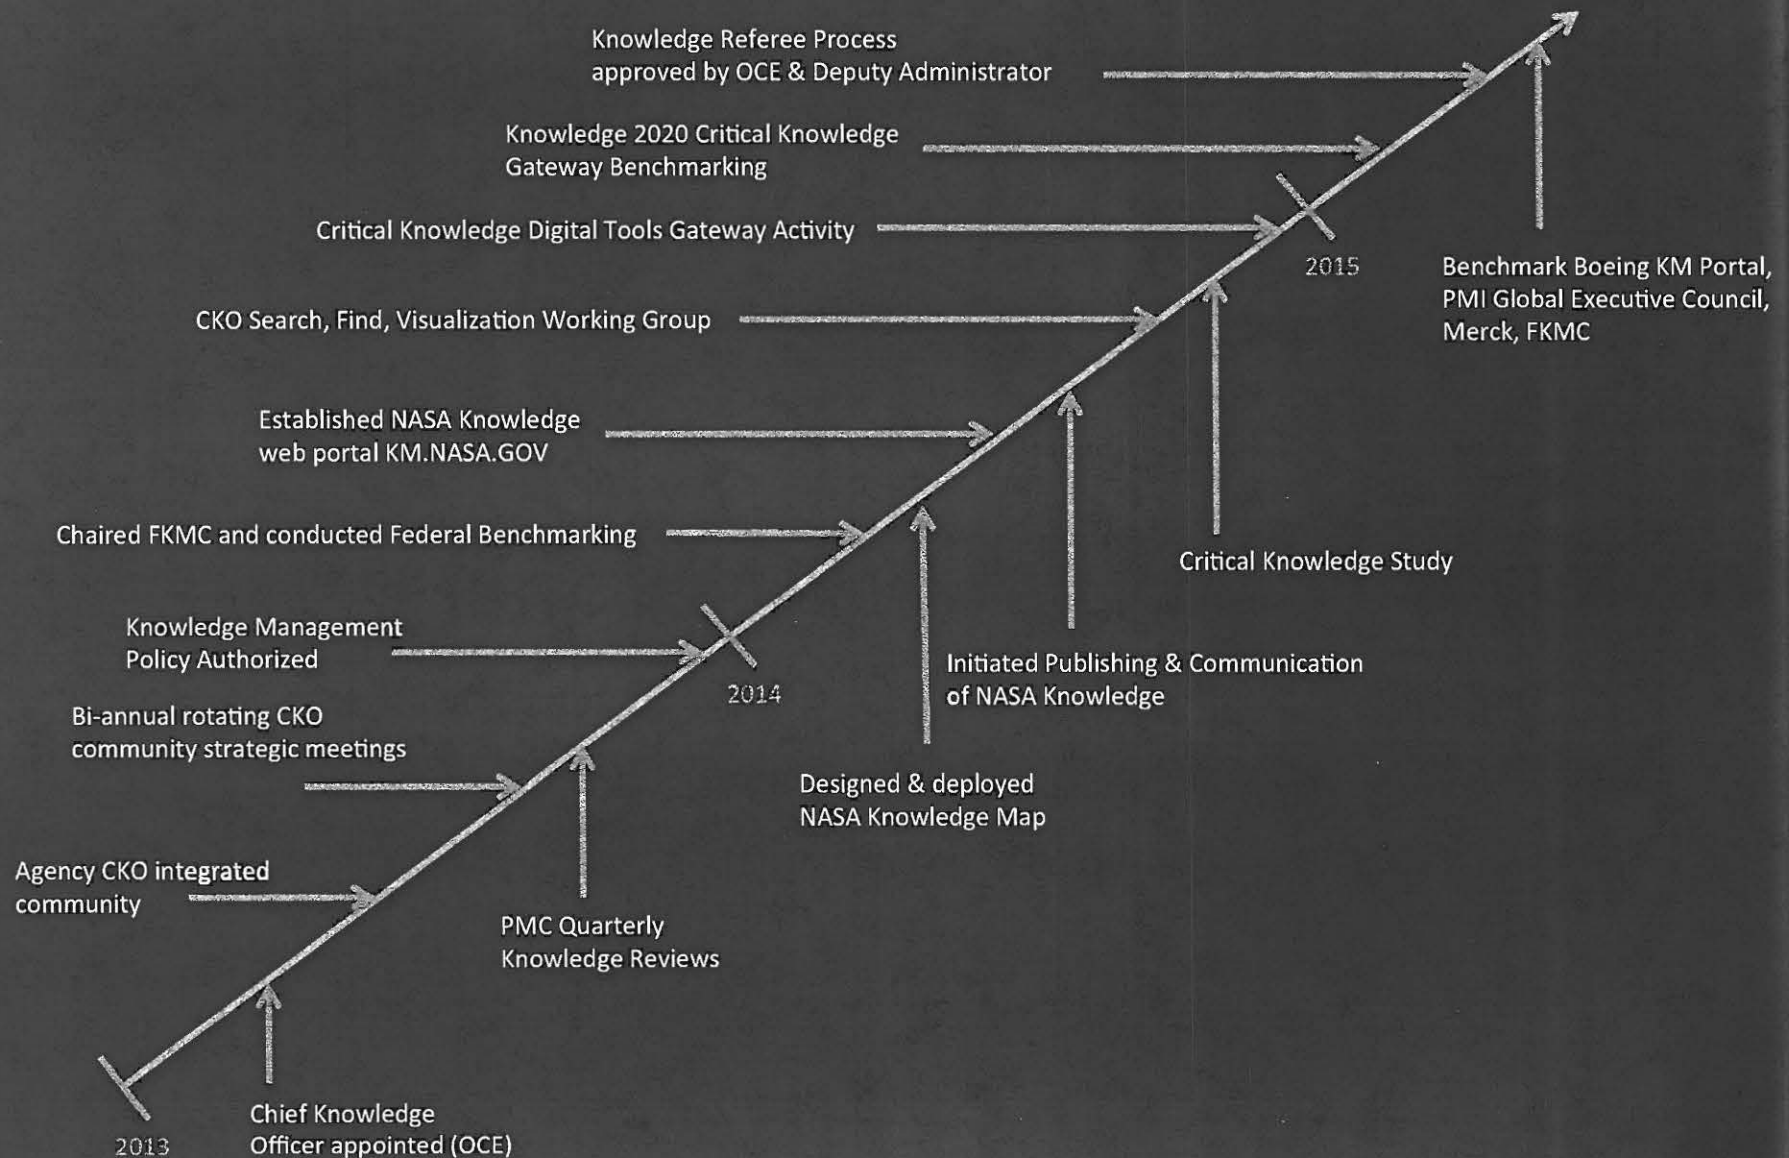 Knowledge Referee Process
approved by OCE & Deputy Administrator
Knowledge 2020 Critical Knowledge
Gateway Benchmarking
Critical Knowledge Digital Tools Gateway Activity
2015
Benchmark Boeing KM Portal,
PMI Global Executive Council,
Merck, FKMC
CKO Search, Find, Visualization Working Group
Established NASA Knowledge
web portal KM.NASA.GOV
Chaired FKMC and conducted Federal Benchmarking
Critical Knowledge Study
Knowledge Management
Policy Authorized
2014
Initiated Publishing & Communication
of NASA Knowledge
Bi-annual rotating CKO
community strategic meetings
Designed & deployed
NASA Knowledge Map
Agency CKO integrated
community
PMC Quarterly
Knowledge Reviews
2013
Chief Knowledge
Officer appointed (OCE)